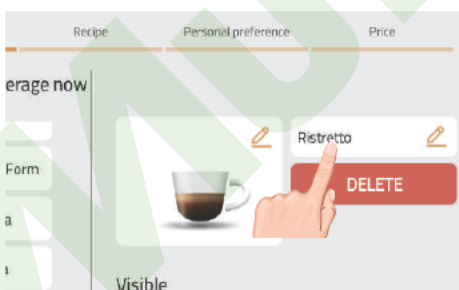 Recipe Personal preference Price
erage now
Ristretto
Form
DELETE
a
a
Visible